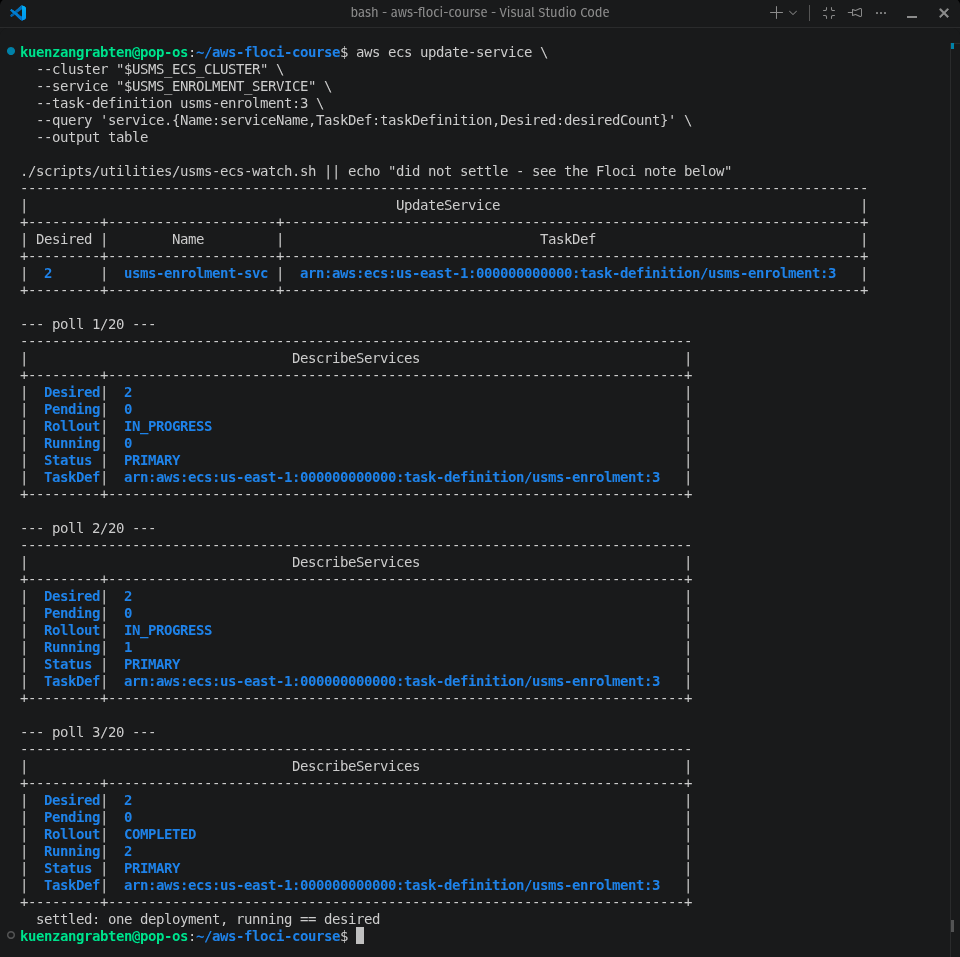 bash - aws-floci-course - Visual Studio Code
kuenzangrabten@pop-os:~/aws-floci-course$ aws ecs update-service \
  --cluster "$USMS_ECS_CLUSTER" \
  --service "$USMS_ENROLMENT_SERVICE" \
  --task-definition usms-enrolment:3 \
  --query 'service.{Name:serviceName,TaskDef:taskDefinition,Desired:desiredCount}' \
  --output table

./scripts/utilities/usms-ecs-watch.sh || echo "did not settle - see the Floci note below"
----------------------------------------------------------------------------------------------------------
|                                              UpdateService                                             |
+---------+---------------------+------------------------------------------------------------------------+
| Desired |        Name         |                                TaskDef                                 |
+---------+---------------------+------------------------------------------------------------------------+
|  2      |  usms-enrolment-svc |  arn:aws:ecs:us-east-1:000000000000:task-definition/usms-enrolment:3   |
+---------+---------------------+------------------------------------------------------------------------+

--- poll 1/20 ---
------------------------------------------------------------------------------------
|                                 DescribeServices                                 |
+---------+------------------------------------------------------------------------+
|  Desired|  2                                                                     |
|  Pending|  0                                                                     |
|  Rollout|  IN_PROGRESS                                                           |
|  Running|  0                                                                     |
|  Status |  PRIMARY                                                               |
|  TaskDef|  arn:aws:ecs:us-east-1:000000000000:task-definition/usms-enrolment:3   |
+---------+------------------------------------------------------------------------+

--- poll 2/20 ---
------------------------------------------------------------------------------------
|                                 DescribeServices                                 |
+---------+------------------------------------------------------------------------+
|  Desired|  2                                                                     |
|  Pending|  0                                                                     |
|  Rollout|  IN_PROGRESS                                                           |
|  Running|  1                                                                     |
|  Status |  PRIMARY                                                               |
|  TaskDef|  arn:aws:ecs:us-east-1:000000000000:task-definition/usms-enrolment:3   |
+---------+------------------------------------------------------------------------+

--- poll 3/20 ---
------------------------------------------------------------------------------------
|                                 DescribeServices                                 |
+---------+------------------------------------------------------------------------+
|  Desired|  2                                                                     |
|  Pending|  0                                                                     |
|  Rollout|  COMPLETED                                                             |
|  Running|  2                                                                     |
|  Status |  PRIMARY                                                               |
|  TaskDef|  arn:aws:ecs:us-east-1:000000000000:task-definition/usms-enrolment:3   |
+---------+------------------------------------------------------------------------+
  settled: one deployment, running == desired
kuenzangrabten@pop-os:~/aws-floci-course$